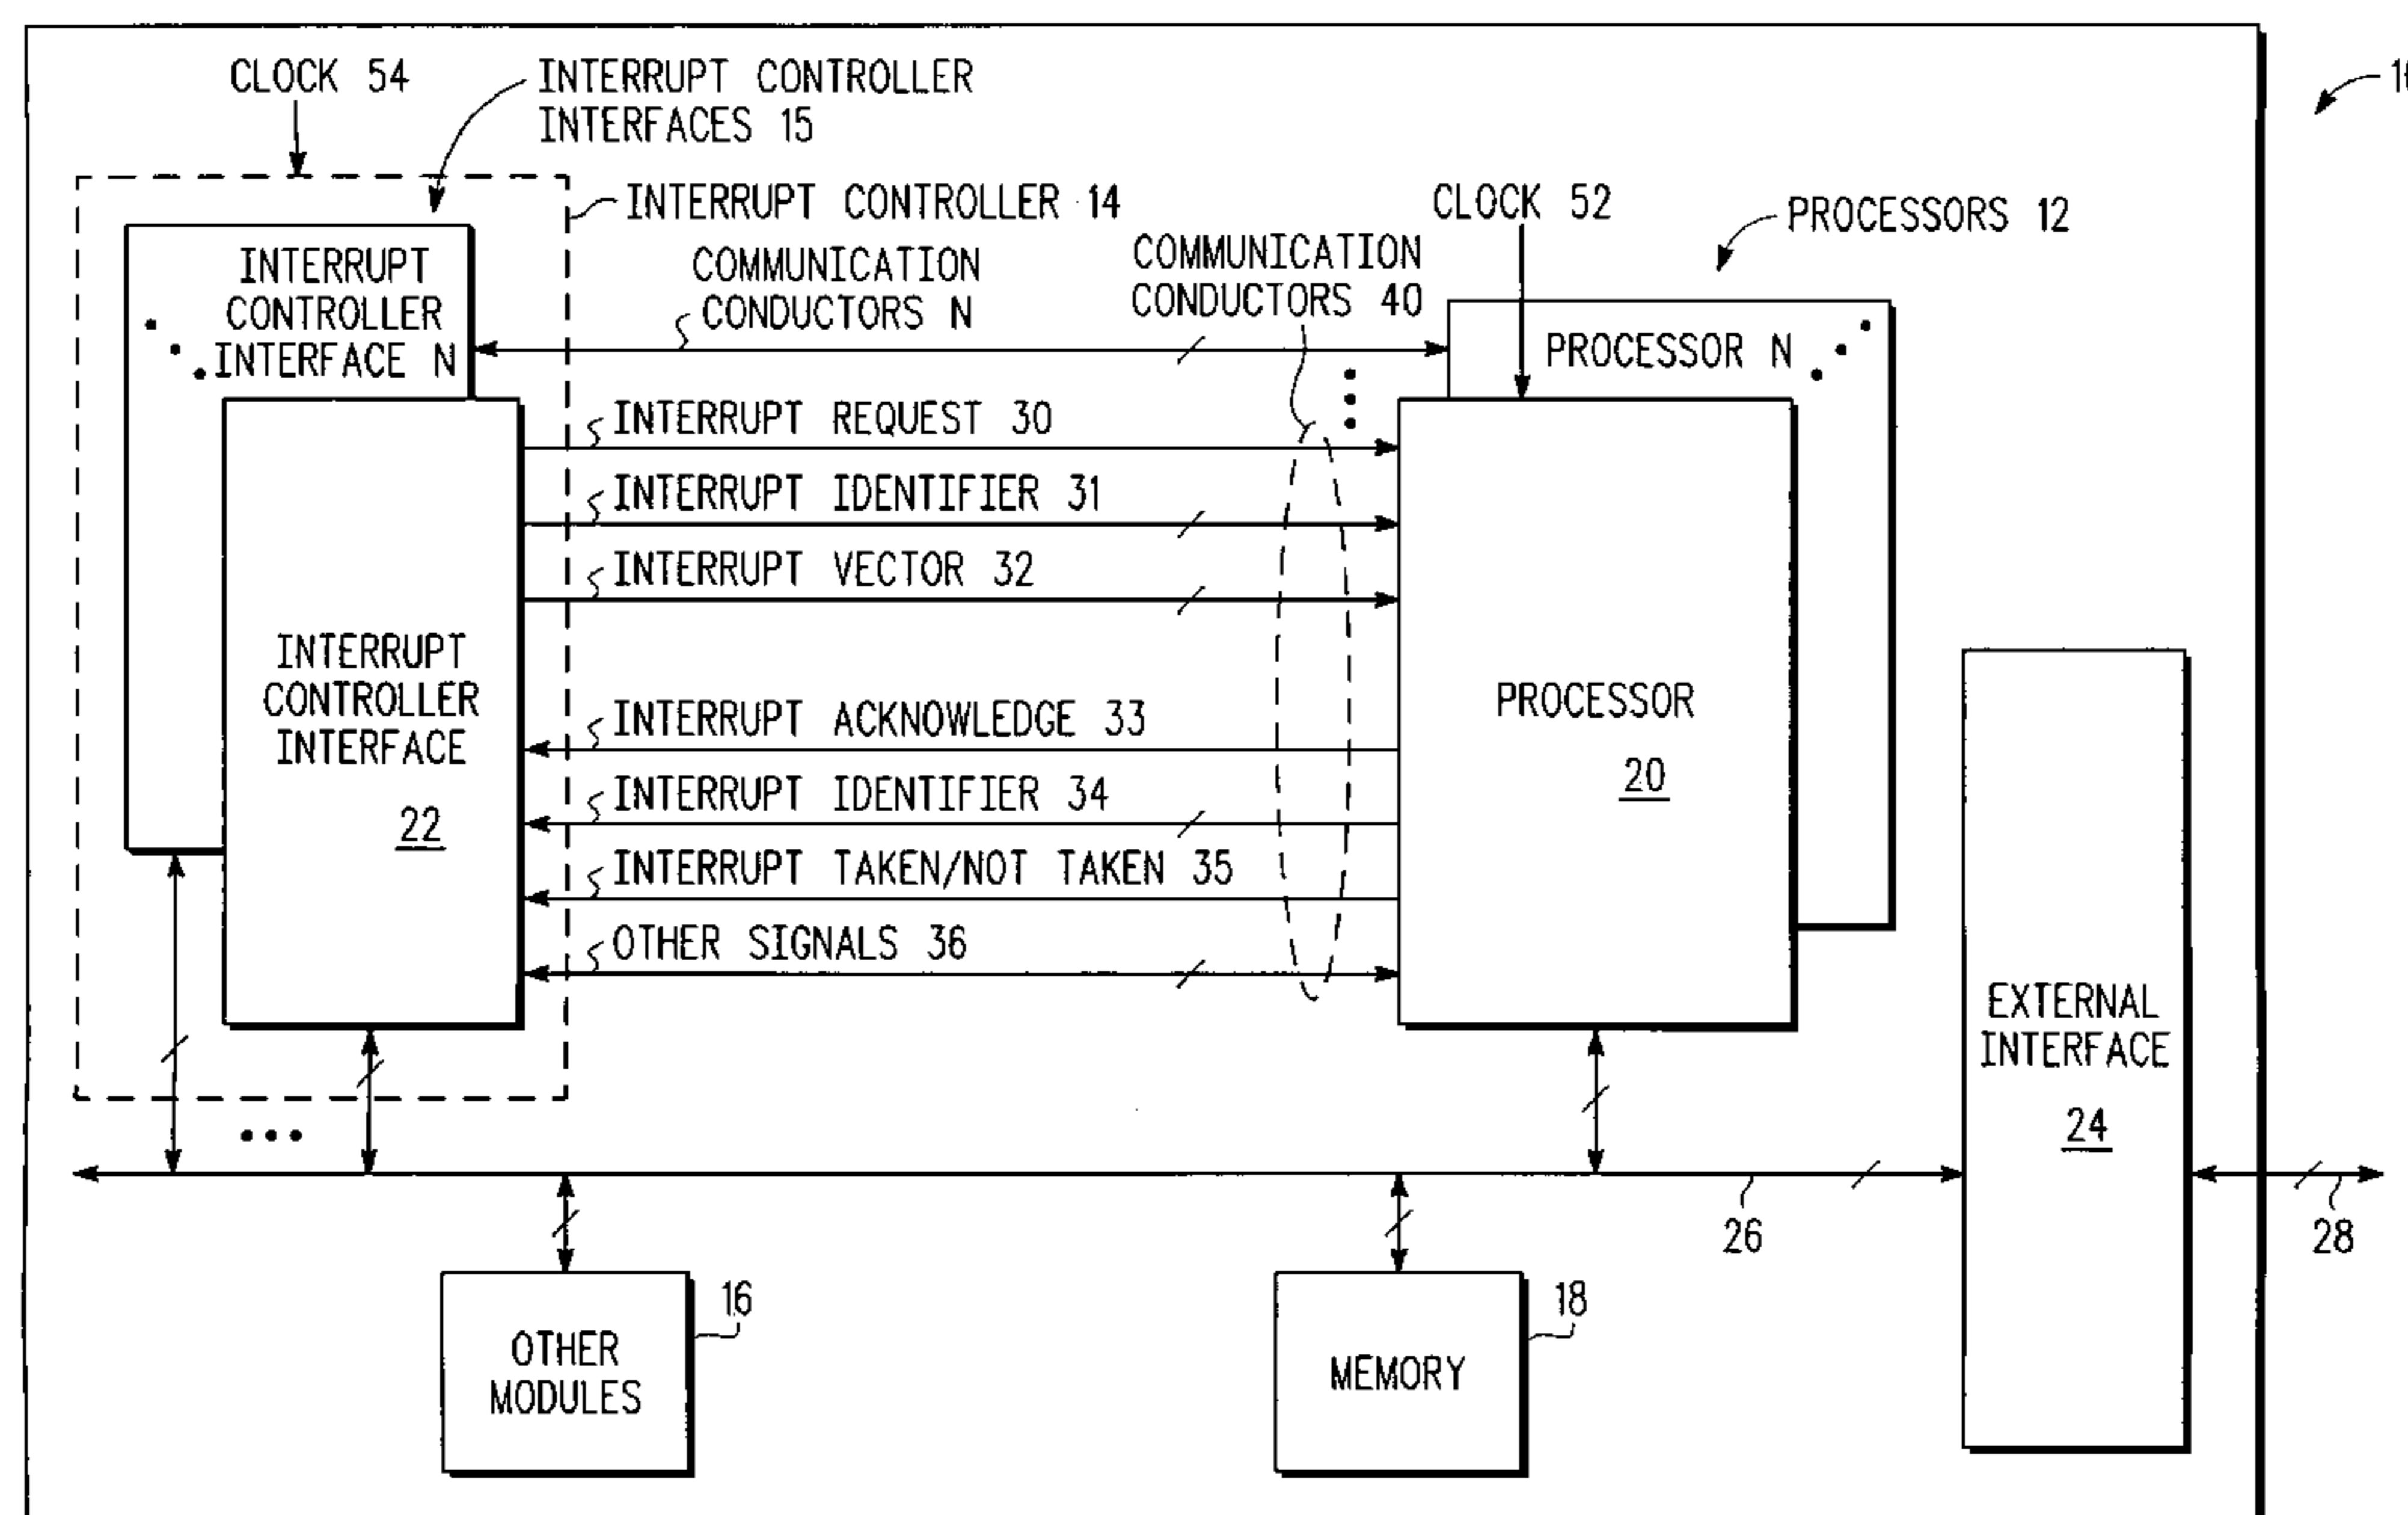 CLOCK 54
INTERRUPT CONTROLLER
INTERFACES 15
INTERRUPT CONTROLLER 14
CLOCK 52
PROCESSORS 12
INTERRUPT
CONTROLLER
INTERFACE N
COMMUNICATION
CONDUCTORS N
COMMUNICATION
CONDUCTORS 40
PROCESSOR N
INTERRUPT REQUEST 30
INTERRUPT IDENTIFIER 31
INTERRUPT VECTOR 32
INTERRUPT
CONTROLLER
INTERFACE
22
INTERRUPT ACKNOWLEDGE 33
INTERRUPT IDENTIFIER 34
INTERRUPT TAKEN/NOT TAKEN 35
OTHER SIGNALS 36
PROCESSOR
20
EXTERNAL
INTERFACE
24
26
28
OTHER
MODULES
16
MEMORY
18